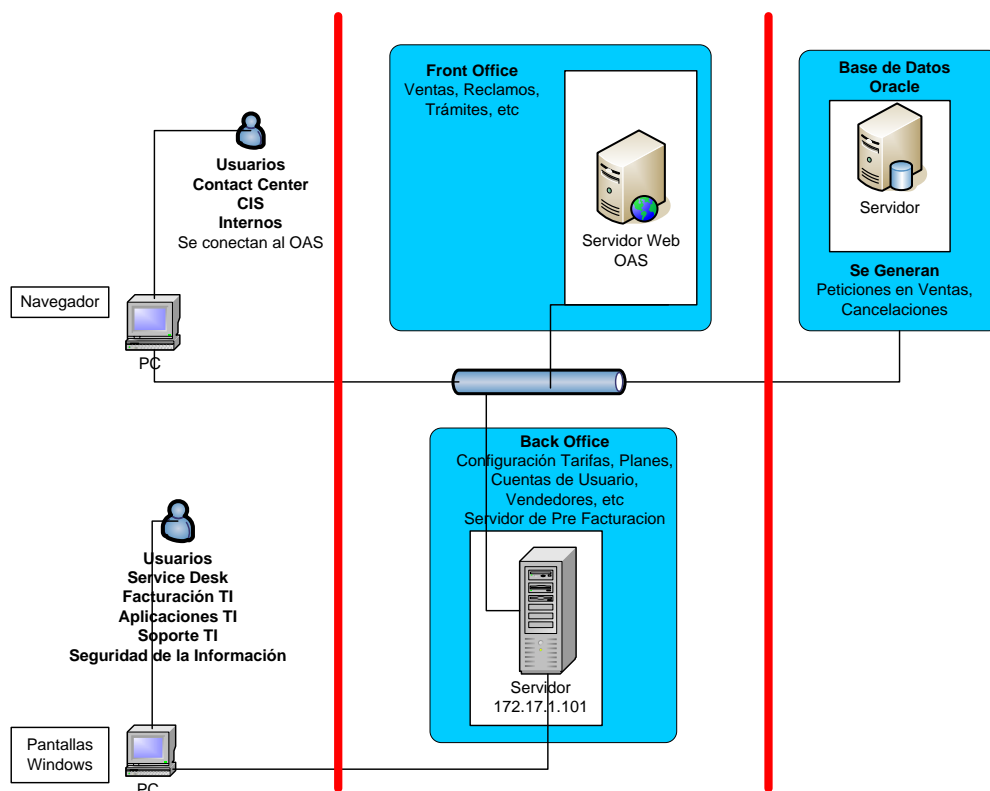 Front Office
Ventas, Reclamos,
Trámites, etc
Servidor Web
OAS
Base de Datos
Oracle
Servidor
Se Generan
Peticiones en Ventas,
Cancelaciones
Usuarios
Contact Center
CIS
Internos
Se conectan al OAS
Navegador
PC
Back Office
Configuración Tarifas, Planes,
Cuentas de Usuario,
Vendedores, etc
Servidor de Pre Facturacion
Servidor
172.17.1.101
Usuarios
Service Desk
Facturación TI
Aplicaciones TI
Soporte TI
Seguridad de la Información
Pantallas
Windows
PC